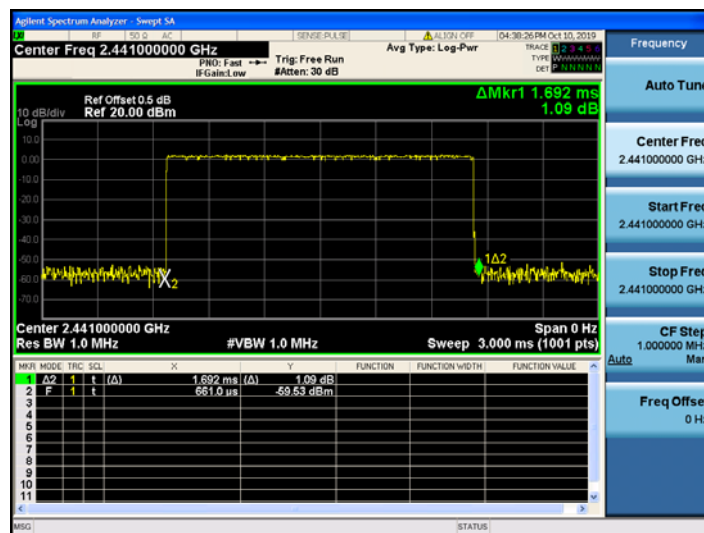 Agilent Spectrum Analyzer - Swept SA
RF 50 Ω AC SENSE:PULSE ALIGN OFF 04:38:26 PM Oct 10, 2019
Center Freq 2.441000000 GHz
PNO: Fast
IFGain:Low
Trig: Free Run
#Atten: 30 dB
Avg Type: Log-Pwr
TRACE 1 2 3 4 5 6
TYPE W
DET P N N N N N
Ref Offset 0.5 dB
10 dB/div Ref 20.00 dBm
Log
ΔMkr1 1.692 ms
1.09 dB
10.0
0.00
-10.0
-20.0
-30.0
-40.0
-50.0
-60.0
-70.0
X2
1Δ2
Center 2.441000000 GHz Span 0 Hz
Res BW 1.0 MHz #VBW 1.0 MHz Sweep 3.000 ms (1001 pts)
MKR MODE TRC SCL X Y FUNCTION FUNCTION WIDTH FUNCTION VALUE
1 Δ2 1 t (Δ) 1.692 ms (Δ) 1.09 dB
2 F 1 t 661.0 µs -59.53 dBm
3
4
5
6
7
8
9
10
11
MSG STATUS
Frequency
Auto Tune
Center Freq
2.441000000 GHz
Start Freq
2.441000000 GHz
Stop Freq
2.441000000 GHz
CF Step
1.000000 MHz
Auto Man
Freq Offset
0 Hz